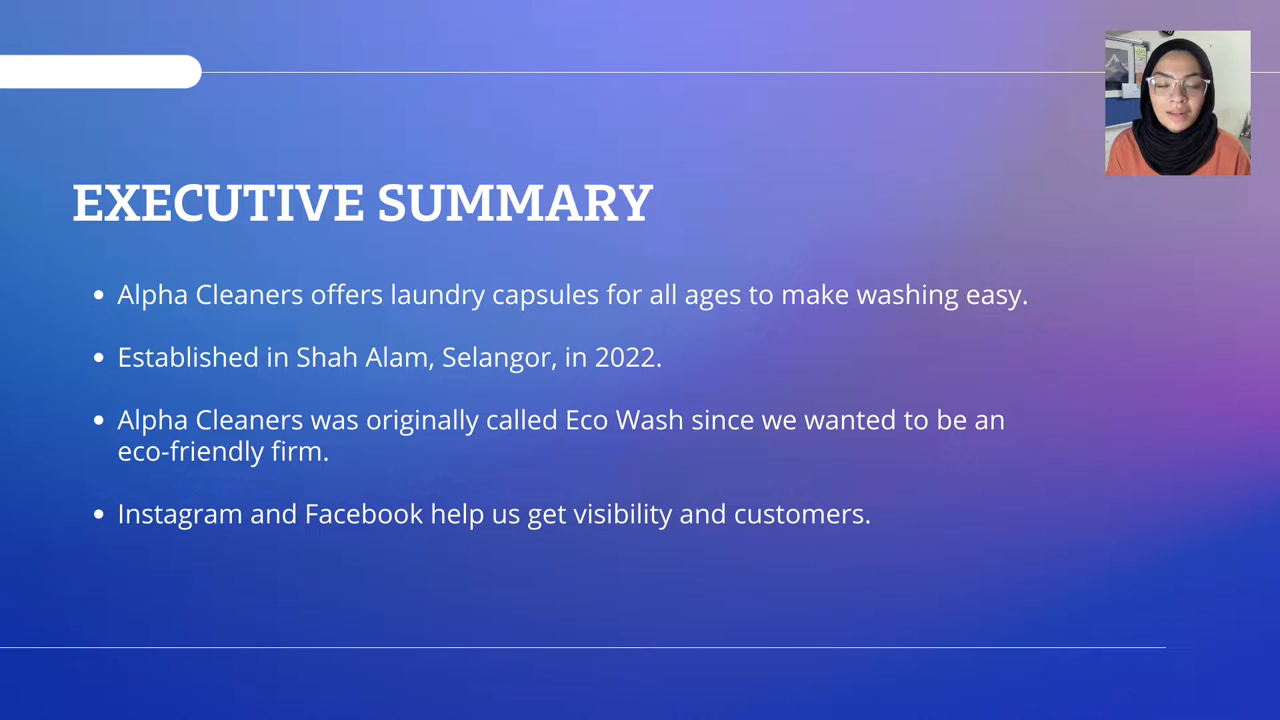 EXECUTIVE SUMMARY
• Alpha Cleaners offers laundry capsules for all ages to make washing easy.
• Established in Shah Alam, Selangor, in 2022.
• Alpha Cleaners was originally called Eco Wash since we wanted to be an
eco-friendly firm.
• Instagram and Facebook help us get visibility and customers.